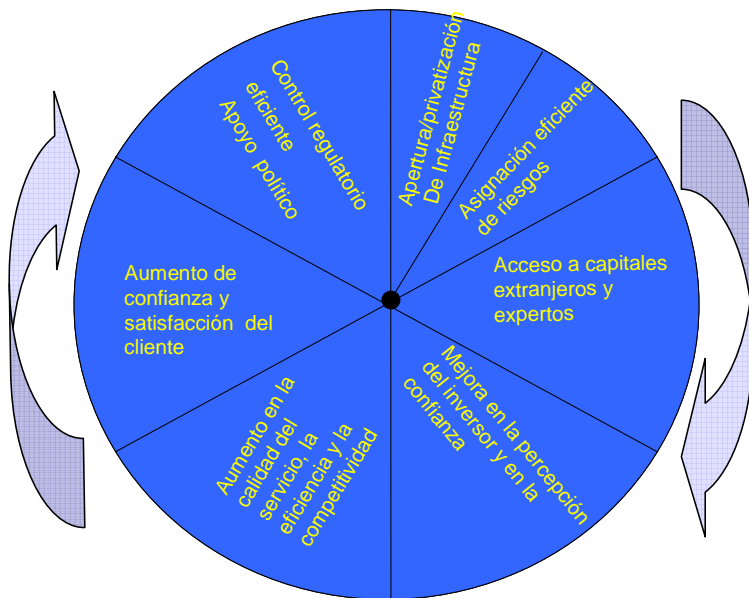 Apertura/privatización
De Infraestructura
Asignación eficiente
de riesgos
Acceso a capitales
extranjeros y
expertos
Mejora en la percepción
del inversor y en la
confianza
Aumento en la
calidad del
servicio, la
eficiencia y la
competitividad
Aumento de
confianza y
satisfacción del
cliente
Control regulatorio
eficiente
Apoyo político